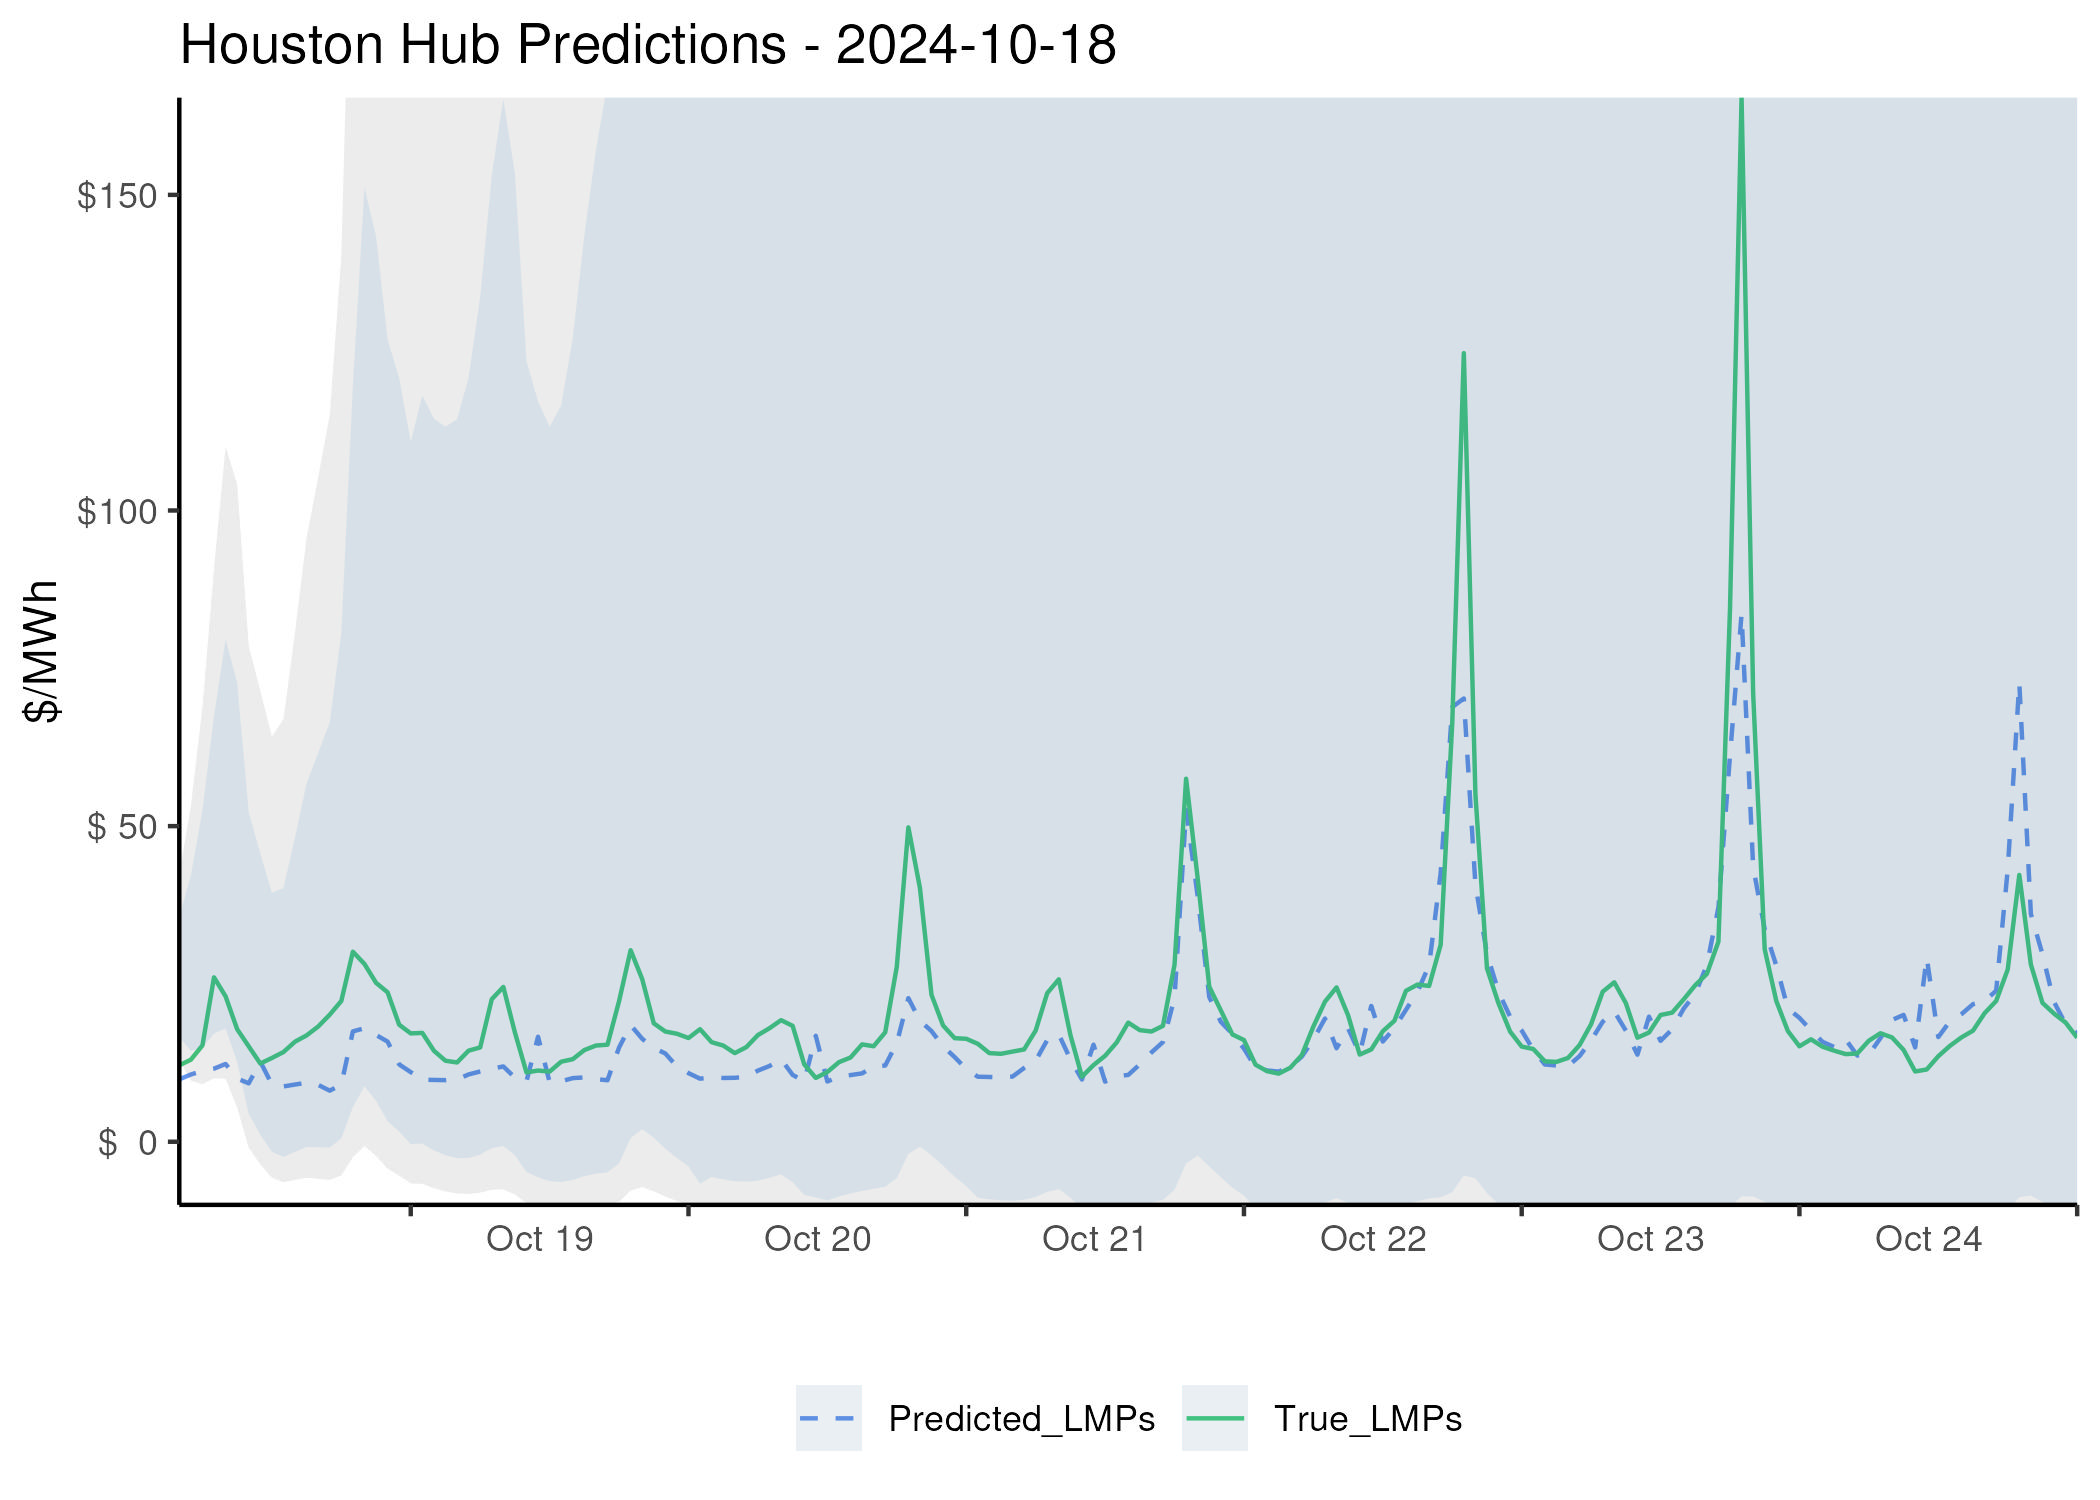 Houston Hub Predictions - 2024-10-18
$/MWh
$150
$100
$ 50
$  0
Oct 19
Oct 20
Oct 21
Oct 22
Oct 23
Oct 24
Predicted_LMPs
True_LMPs